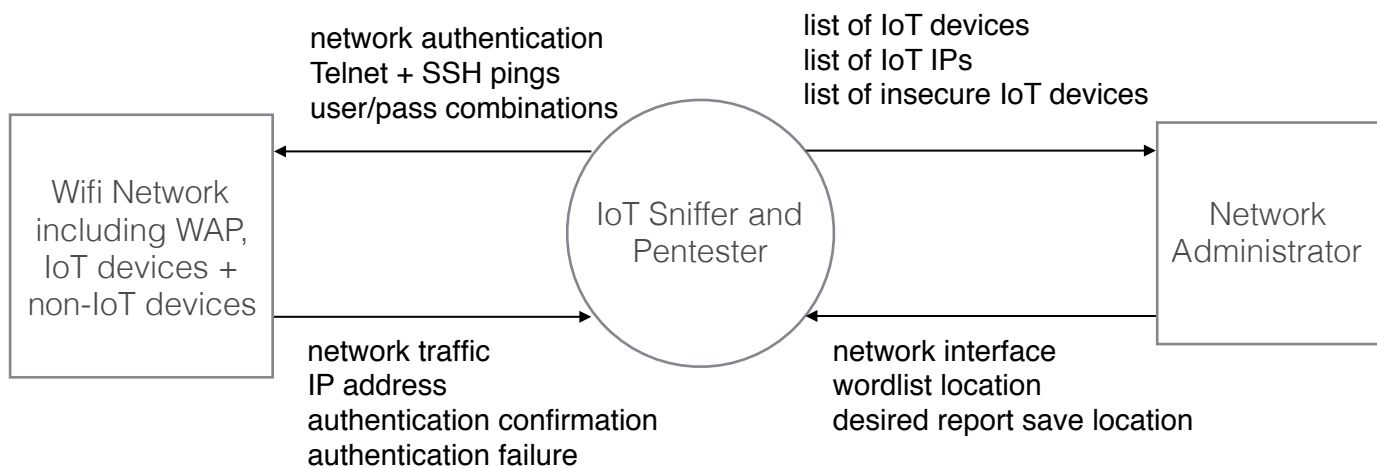 network authentication
Telnet + SSH pings
user/pass combinations
list of IoT devices
list of IoT IPs
list of insecure IoT devices
Wifi Network
including WAP,
IoT devices +
non-IoT devices
IoT Sniffer and
Pentester
Network
Administrator
network traffic
IP address
authentication confirmation
authentication failure
network interface
wordlist location
desired report save location